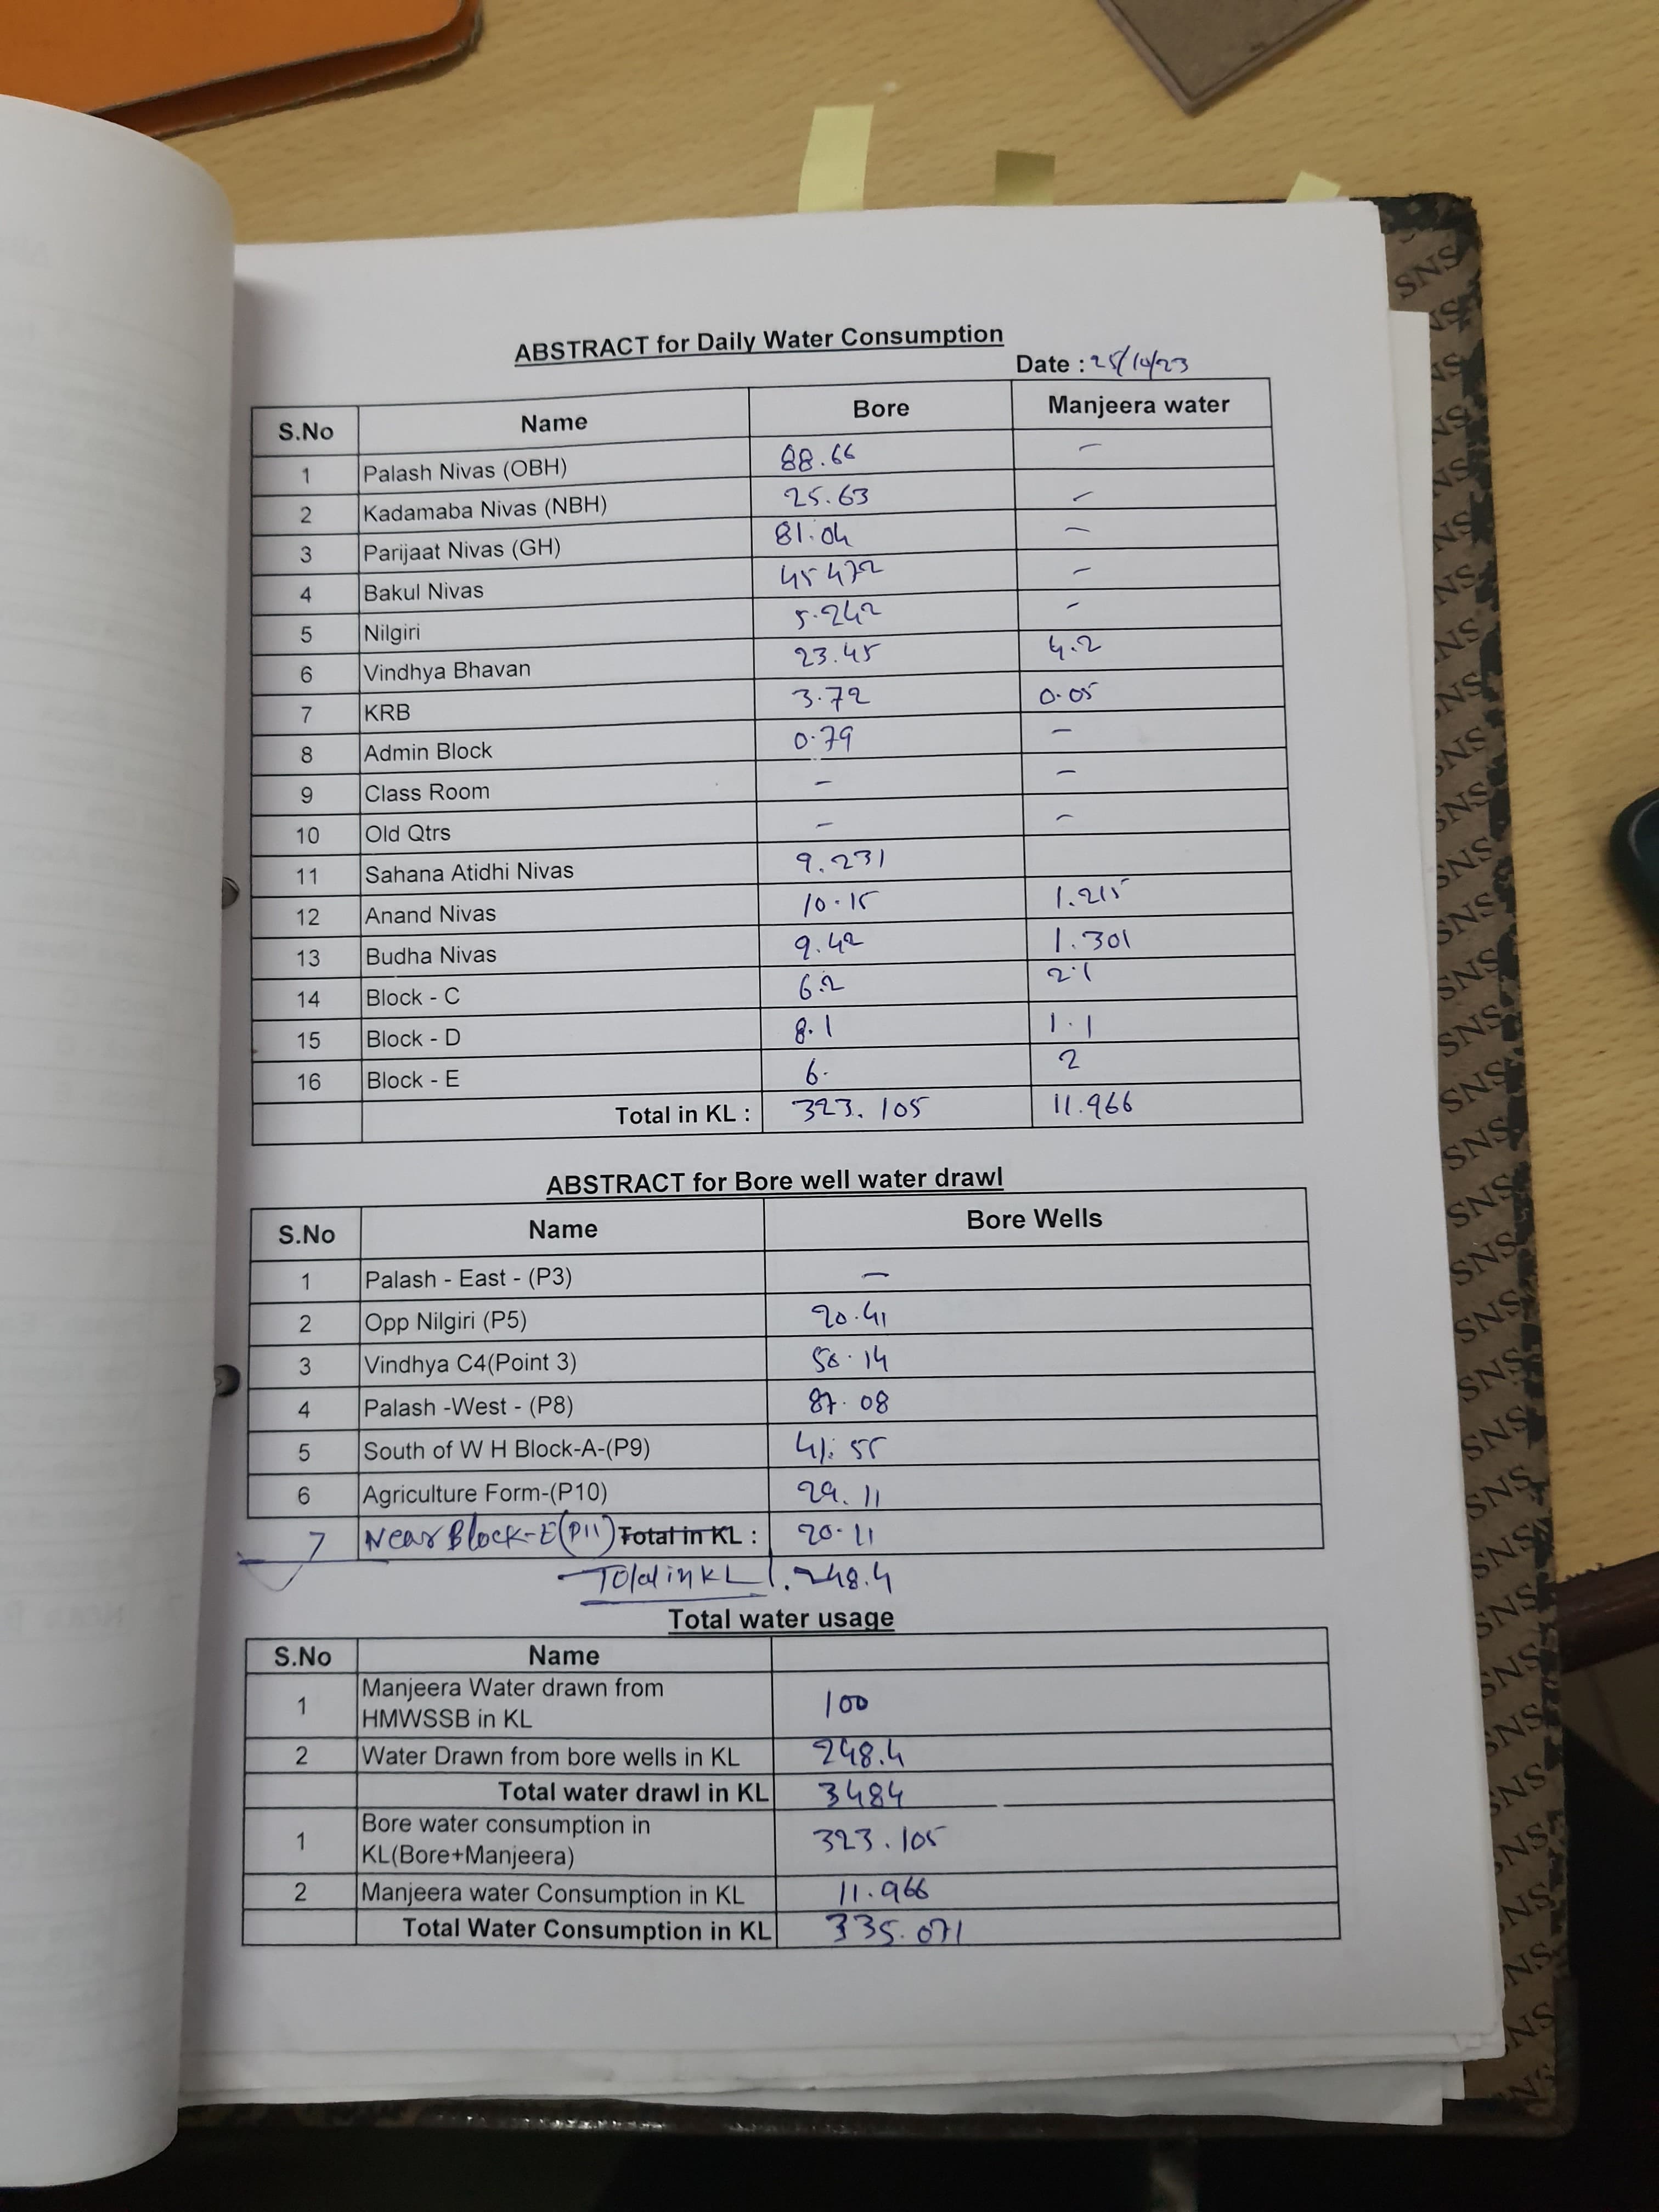 ABSTRACT for Daily Water Consumption
Date : 25/10/23
S.No Name Bore Manjeera water
1 Palash Nivas (OBH) 88.66 -
2 Kadamaba Nivas (NBH) 25.63 -
3 Parijaat Nivas (GH) 81.04 -
4 Bakul Nivas 45 472 -
5 Nilgiri 5.242 -
6 Vindhya Bhavan 23.45 4.2
7 KRB 3.72 0.05
8 Admin Block 0.79 -
9 Class Room - -
10 Old Qtrs - -
11 Sahana Atidhi Nivas 9.231
12 Anand Nivas 10.15 1.215
13 Budha Nivas 9.42 1.301
14 Block - C 6.2 2.1
15 Block - D 8.1 1.1
16 Block - E 6. 2
Total in KL : 323.105 11.966
ABSTRACT for Bore well water drawl
S.No Name Bore Wells
1 Palash - East - (P3) -
2 Opp Nilgiri (P5) 20.41
3 Vindhya C4(Point 3) 50.14
4 Palash -West - (P8) 87.08
5 South of W H Block-A-(P9) 41.55
6 Agriculture Form-(P10) 29.11
7 Near Block-E(P11) Total in KL : 20.11
Total in KL 248.4
Total water usage
S.No Name
1 Manjeera Water drawn from
HMWSSB in KL 100
2 Water Drawn from bore wells in KL 248.4
Total water drawl in KL 3484
1 Bore water consumption in
KL(Bore+Manjeera) 323.105
2 Manjeera water Consumption in KL 11.966
Total Water Consumption in KL 335.071
SNS